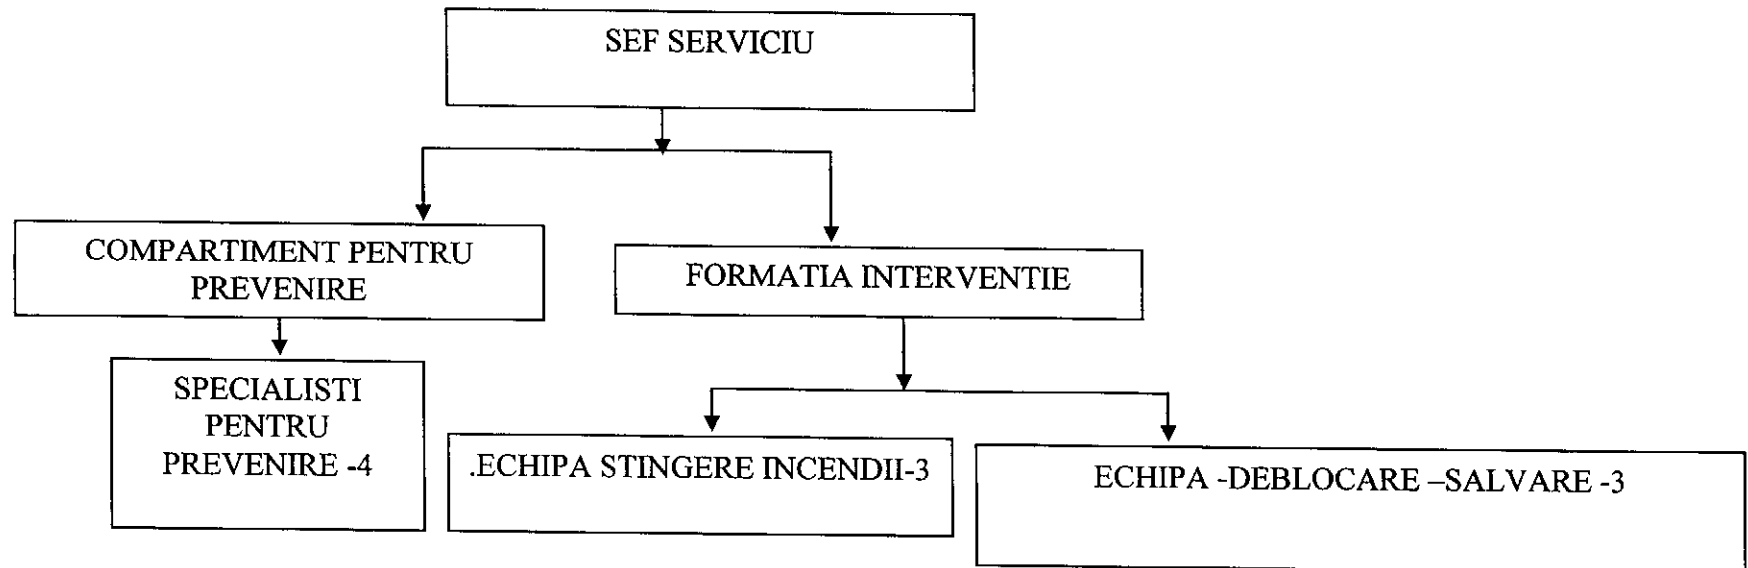 SEF SERVICIU
COMPARTIMENT PENTRU
PREVENIRE
FORMATIA INTERVENTIE
SPECIALISTI
PENTRU
PREVENIRE -4
.ECHIPA STINGERE INCENDII-3
ECHIPA -DEBLOCARE –SALVARE -3